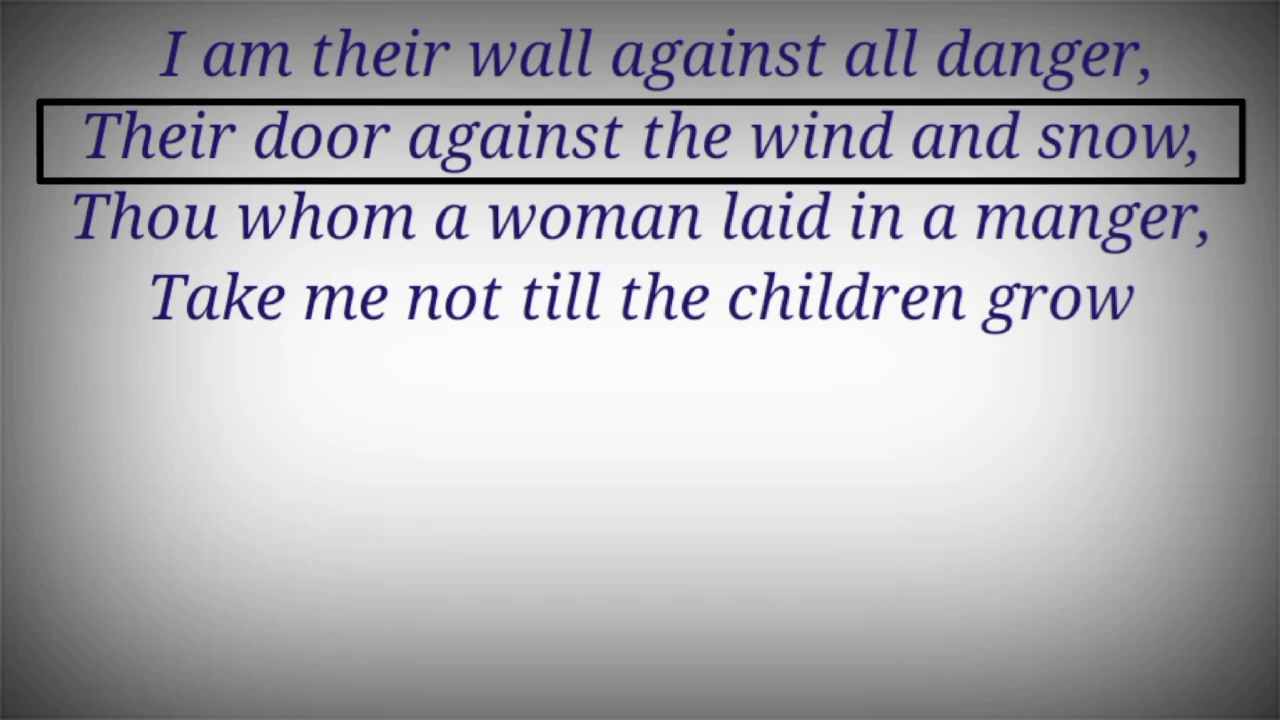 I am their wall against all danger,
Their door against the wind and snow,
Thou whom a woman laid in a manger,
Take me not till the children grow